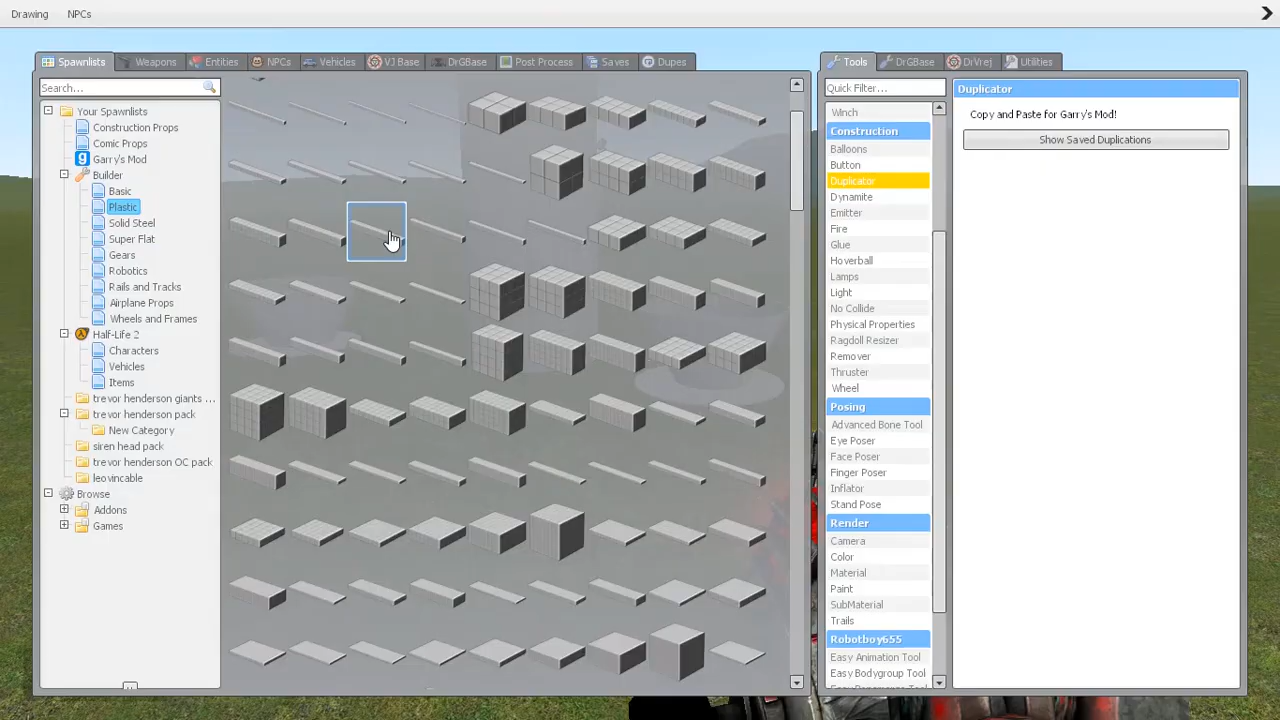 Drawing NPCs
Spawnlists Weapons Entities NPCs Vehicles VJ Base DrGBase Post Process Saves Dupes
Search...
Your Spawnlists
Construction Props
Comic Props
Garry's Mod
Builder
Basic
Plastic
Solid Steel
Super Flat
Gears
Robotics
Rails and Tracks
Airplane Props
Wheels and Frames
Half-Life 2
Characters
Vehicles
Items
trevor henderson giants ...
trevor henderson pack
New Category
siren head pack
trevor henderson OC pack
leovincable
Browse
Addons
Games
Tools DrGBase DrVrej Utilities
Quick Filter...
Winch
Construction
Balloons
Button
Duplicator
Dynamite
Emitter
Fire
Glue
Hoverball
Lamps
Light
No Collide
Physical Properties
Ragdoll Resizer
Remover
Thruster
Wheel
Posing
Advanced Bone Tool
Eye Poser
Face Poser
Finger Poser
Inflator
Stand Pose
Render
Camera
Color
Material
Paint
SubMaterial
Trails
Robotboy655
Easy Animation Tool
Easy Bodygroup Tool
Duplicator
Copy and Paste for Garry's Mod!
Show Saved Duplications